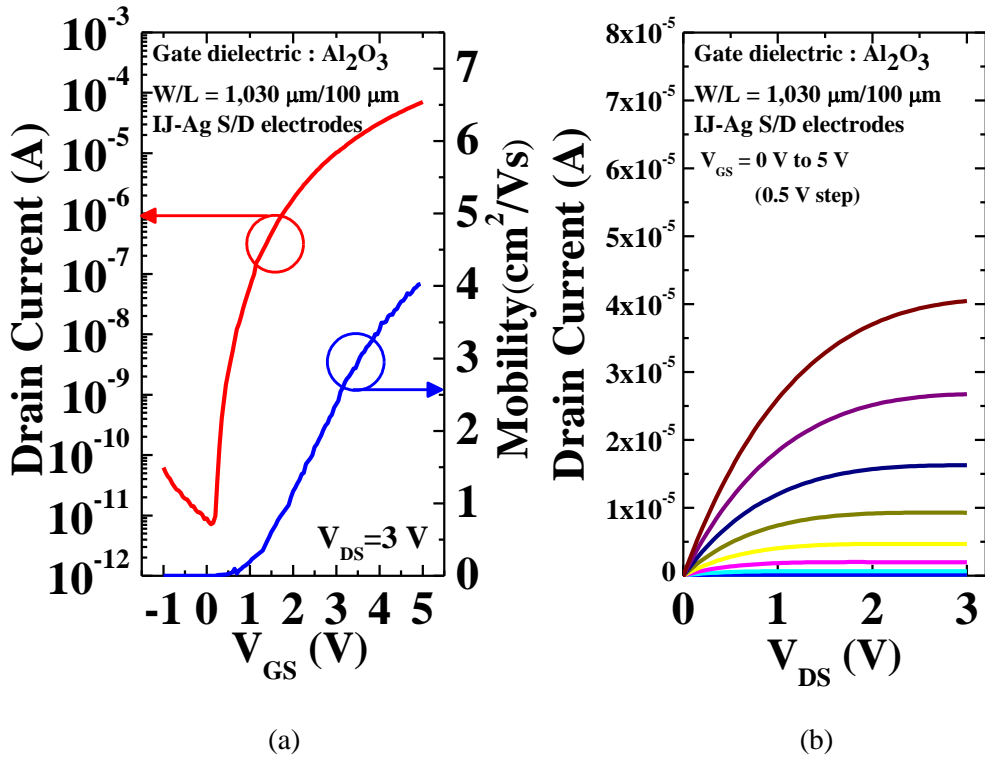 Drain Current (A)
10⁻³
10⁻⁴
10⁻⁵
10⁻⁶
10⁻⁷
10⁻⁸
10⁻⁹
10⁻¹⁰
10⁻¹¹
10⁻¹²
Gate dielectric : Al₂O₃
W/L = 1,030 μm/100 μm
IJ-Ag S/D electrodes
V_DS=3 V
-1 0 1 2 3 4 5
V_GS (V)
7
6
5
4
3
2
1
0
Mobility(cm²/Vs)
(a)
Drain Current (A)
8x10⁻⁵
7x10⁻⁵
6x10⁻⁵
5x10⁻⁵
4x10⁻⁵
3x10⁻⁵
2x10⁻⁵
1x10⁻⁵
0
Gate dielectric : Al₂O₃
W/L = 1,030 μm/100 μm
IJ-Ag S/D electrodes
V_GS = 0 V to 5 V
(0.5 V step)
0 1 2 3
V_DS (V)
(b)